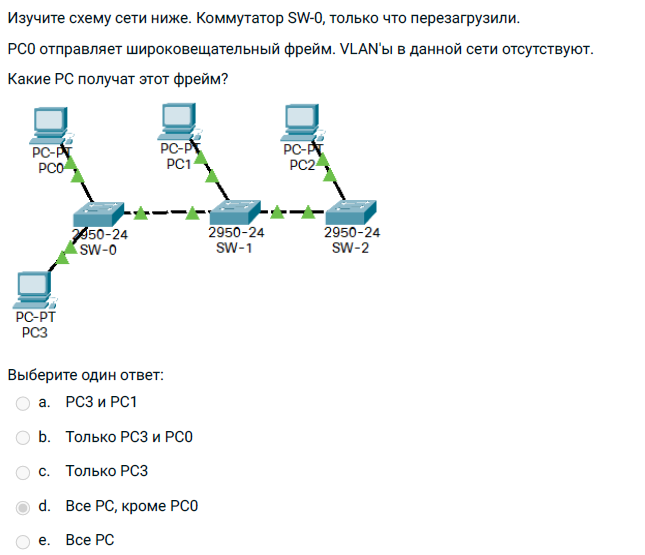 Изучите схему сети ниже. Коммутатор SW-0, только что перезагрузили.
PC0 отправляет широковещательный фрейм. VLAN'ы в данной сети отсутствуют.
Какие PC получат этот фрейм?
PC-PT
PC0
PC-PT
PC1
PC-PT
PC2
2950-24
SW-0
2950-24
SW-1
2950-24
SW-2
PC-PT
PC3
Выберите один ответ:
a. PC3 и PC1
b. Только PC3 и PC0
c. Только PC3
d. Все PC, кроме PC0
e. Все PC